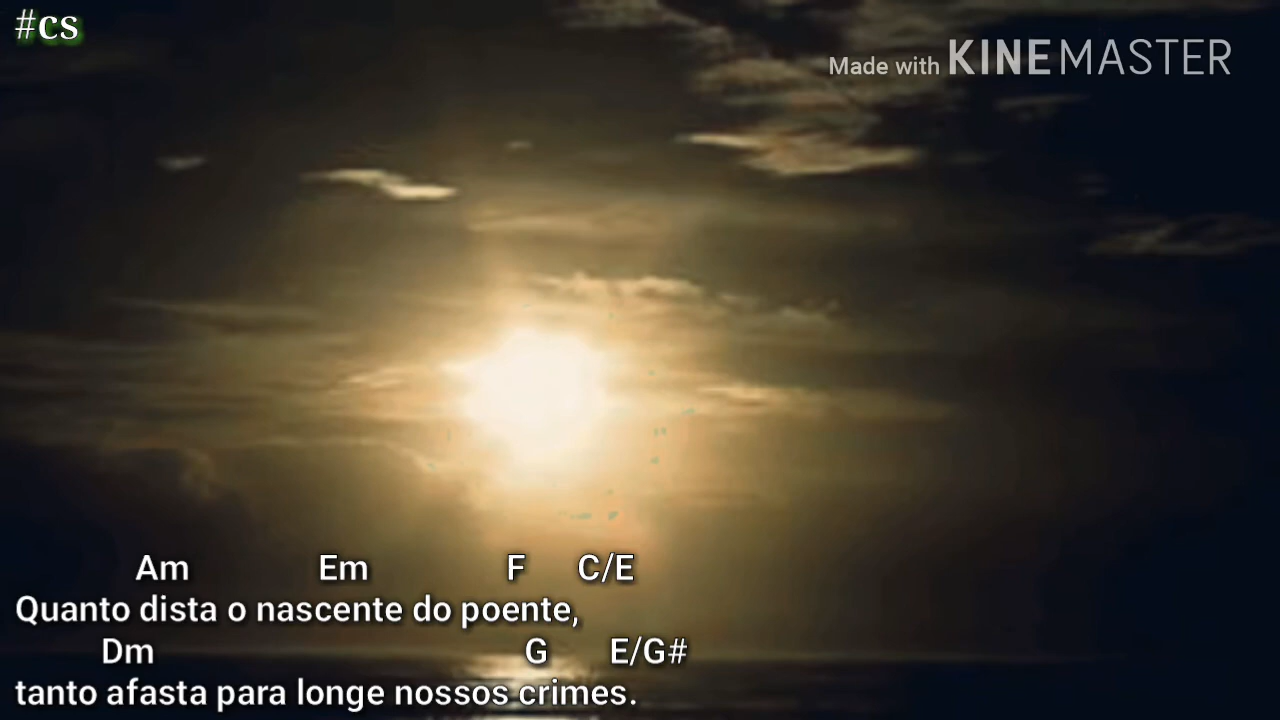 #cs
Made with KINEMASTER
Am Em F C/E
Quanto dista o nascente do poente,
Dm G E/G#
tanto afasta para longe nossos crimes.